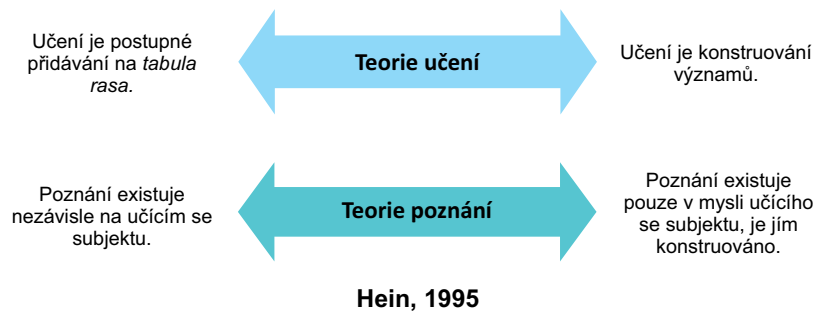 Učení je postupné
přidávání na tabula
rasa.
Teorie učení
Učení je konstruování
významů.
Poznání existuje
nezávisle na učícím se
subjektu.
Teorie poznání
Poznání existuje
pouze v mysli učícího
se subjektu, je jím
konstruováno.
Hein, 1995